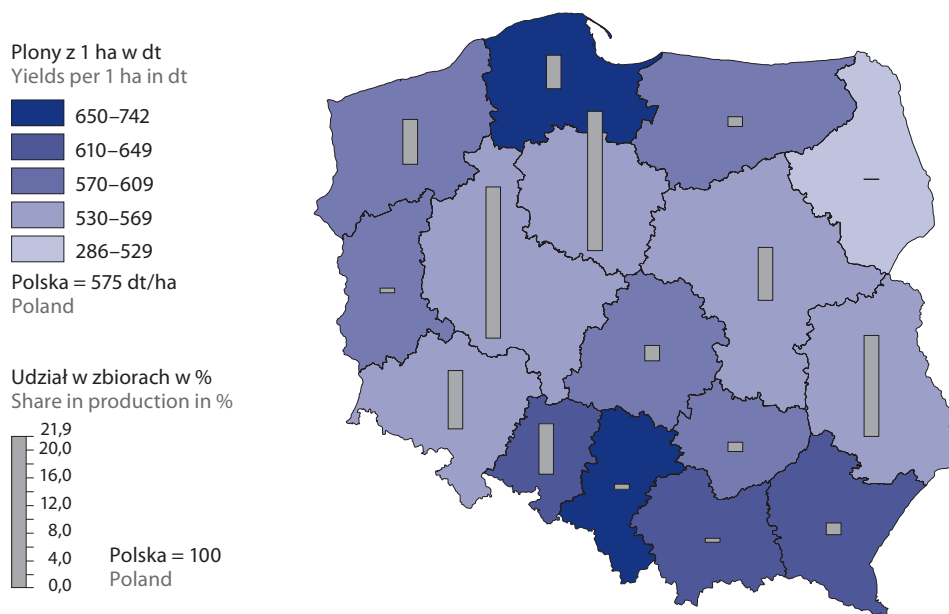 Plony z 1 ha w dt
Yields per 1 ha in dt
650–742
610–649
570–609
530–569
286–529
Polska = 575 dt/ha
Poland
Udział w zbiorach w %
Share in production in %
21,9
20,0
16,0
12,0
8,0
4,0
0,0
Polska = 100
Poland